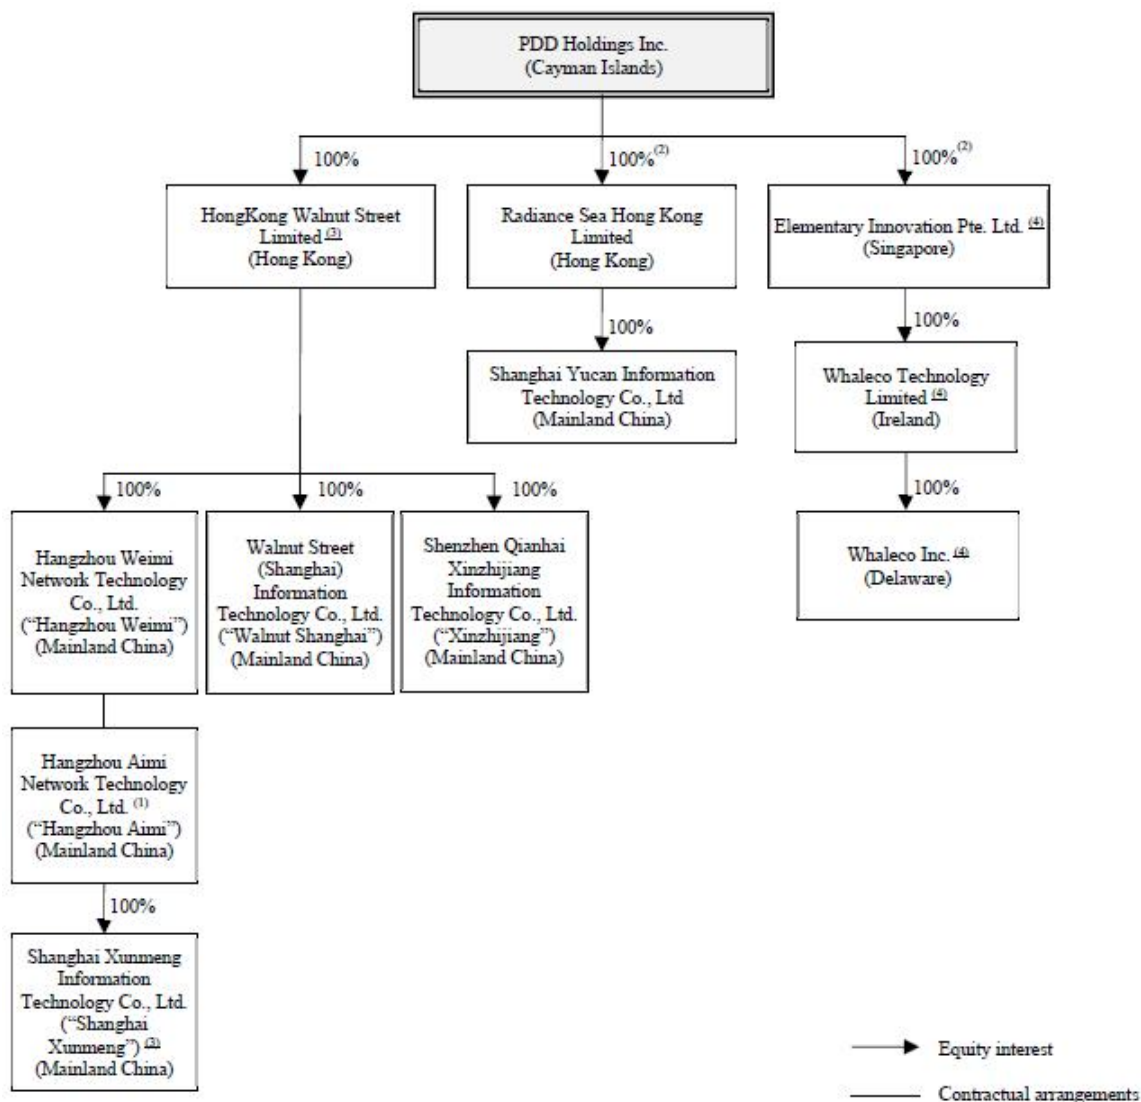 PDD Holdings Inc.
(Cayman Islands)
100%
100%(2)
100%(2)
HongKong Walnut Street
Limited (3)
(Hong Kong)
Radiance Sea Hong Kong
Limited
(Hong Kong)
Elementary Innovation Pte. Ltd. (4)
(Singapore)
100%
100%
Shanghai Yucan Information
Technology Co., Ltd
(Mainland China)
Whaleco Technology
Limited (4)
(Ireland)
100%
100%
100%
100%
Hangzhou Weimi
Network Technology
Co., Ltd.
(“Hangzhou Weimi”)
(Mainland China)
Walnut Street
(Shanghai)
Information
Technology Co., Ltd.
(“Walnut Shanghai”)
(Mainland China)
Shenzhen Qianhai
Xinzhijiang
Information
Technology Co., Ltd.
(“Xinzhijiang”)
(Mainland China)
Whaleco Inc. (4)
(Delaware)
Hangzhou Aimi
Network Technology
Co., Ltd. (1)
(“Hangzhou Aimi”)
(Mainland China)
100%
Shanghai Xunmeng
Information
Technology Co., Ltd.
(“Shanghai
Xunmeng”) (3)
(Mainland China)
Equity interest
Contractual arrangements